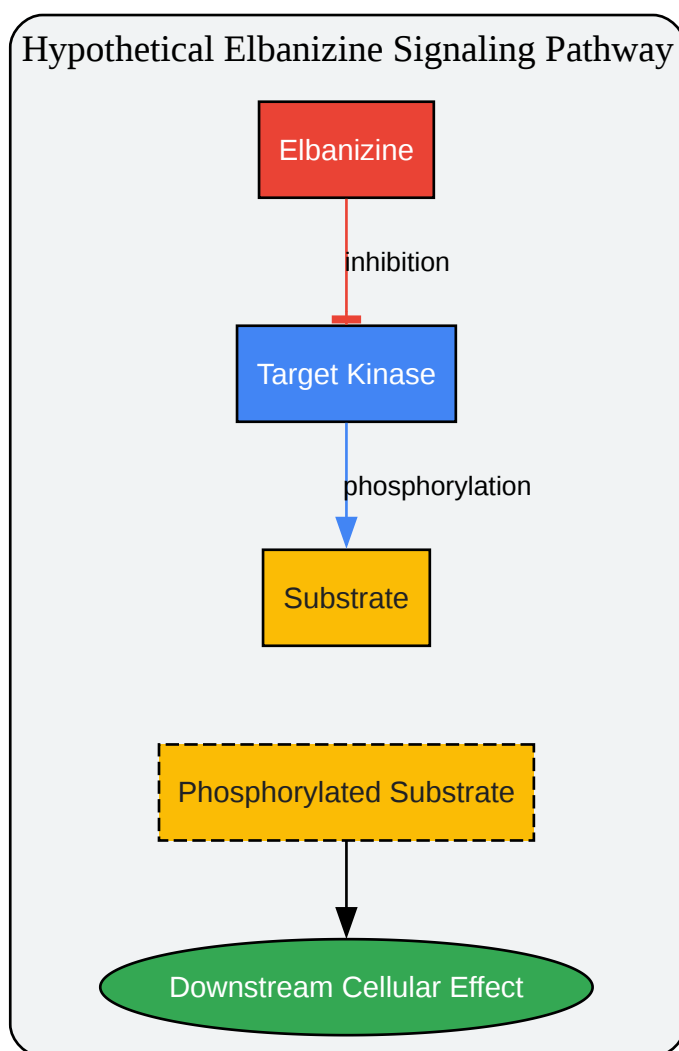 Hypothetical Elbanizine Signaling Pathway
Elbanizine
inhibition
Target Kinase
phosphorylation
Substrate
Phosphorylated Substrate
Downstream Cellular Effect